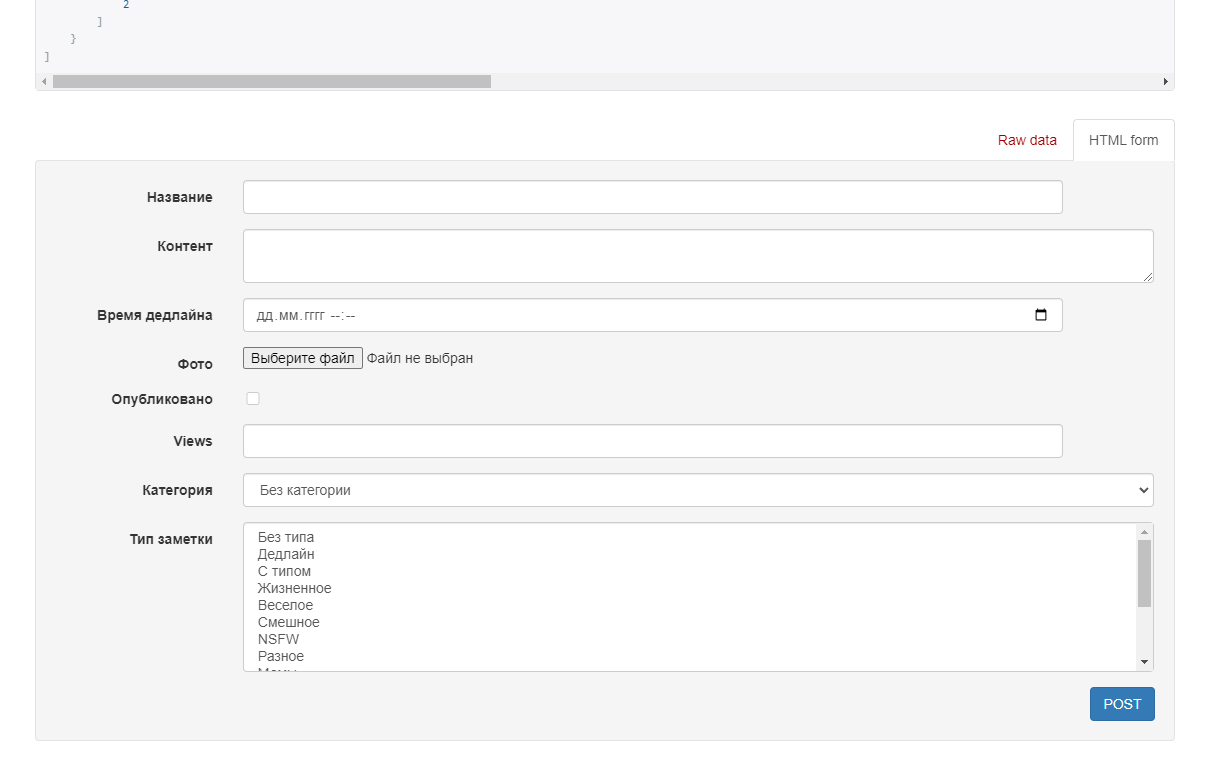 2
]
}
]
Raw data HTML form
Название
Контент
Время дедлайна дд.мм.гггг --:--
Фото Выберите файл Файл не выбран
Опубликовано
Views
Категория Без категории
Тип заметки Без типа
Дедлайн
С типом
Жизненное
Веселое
Смешное
NSFW
Разное
POST